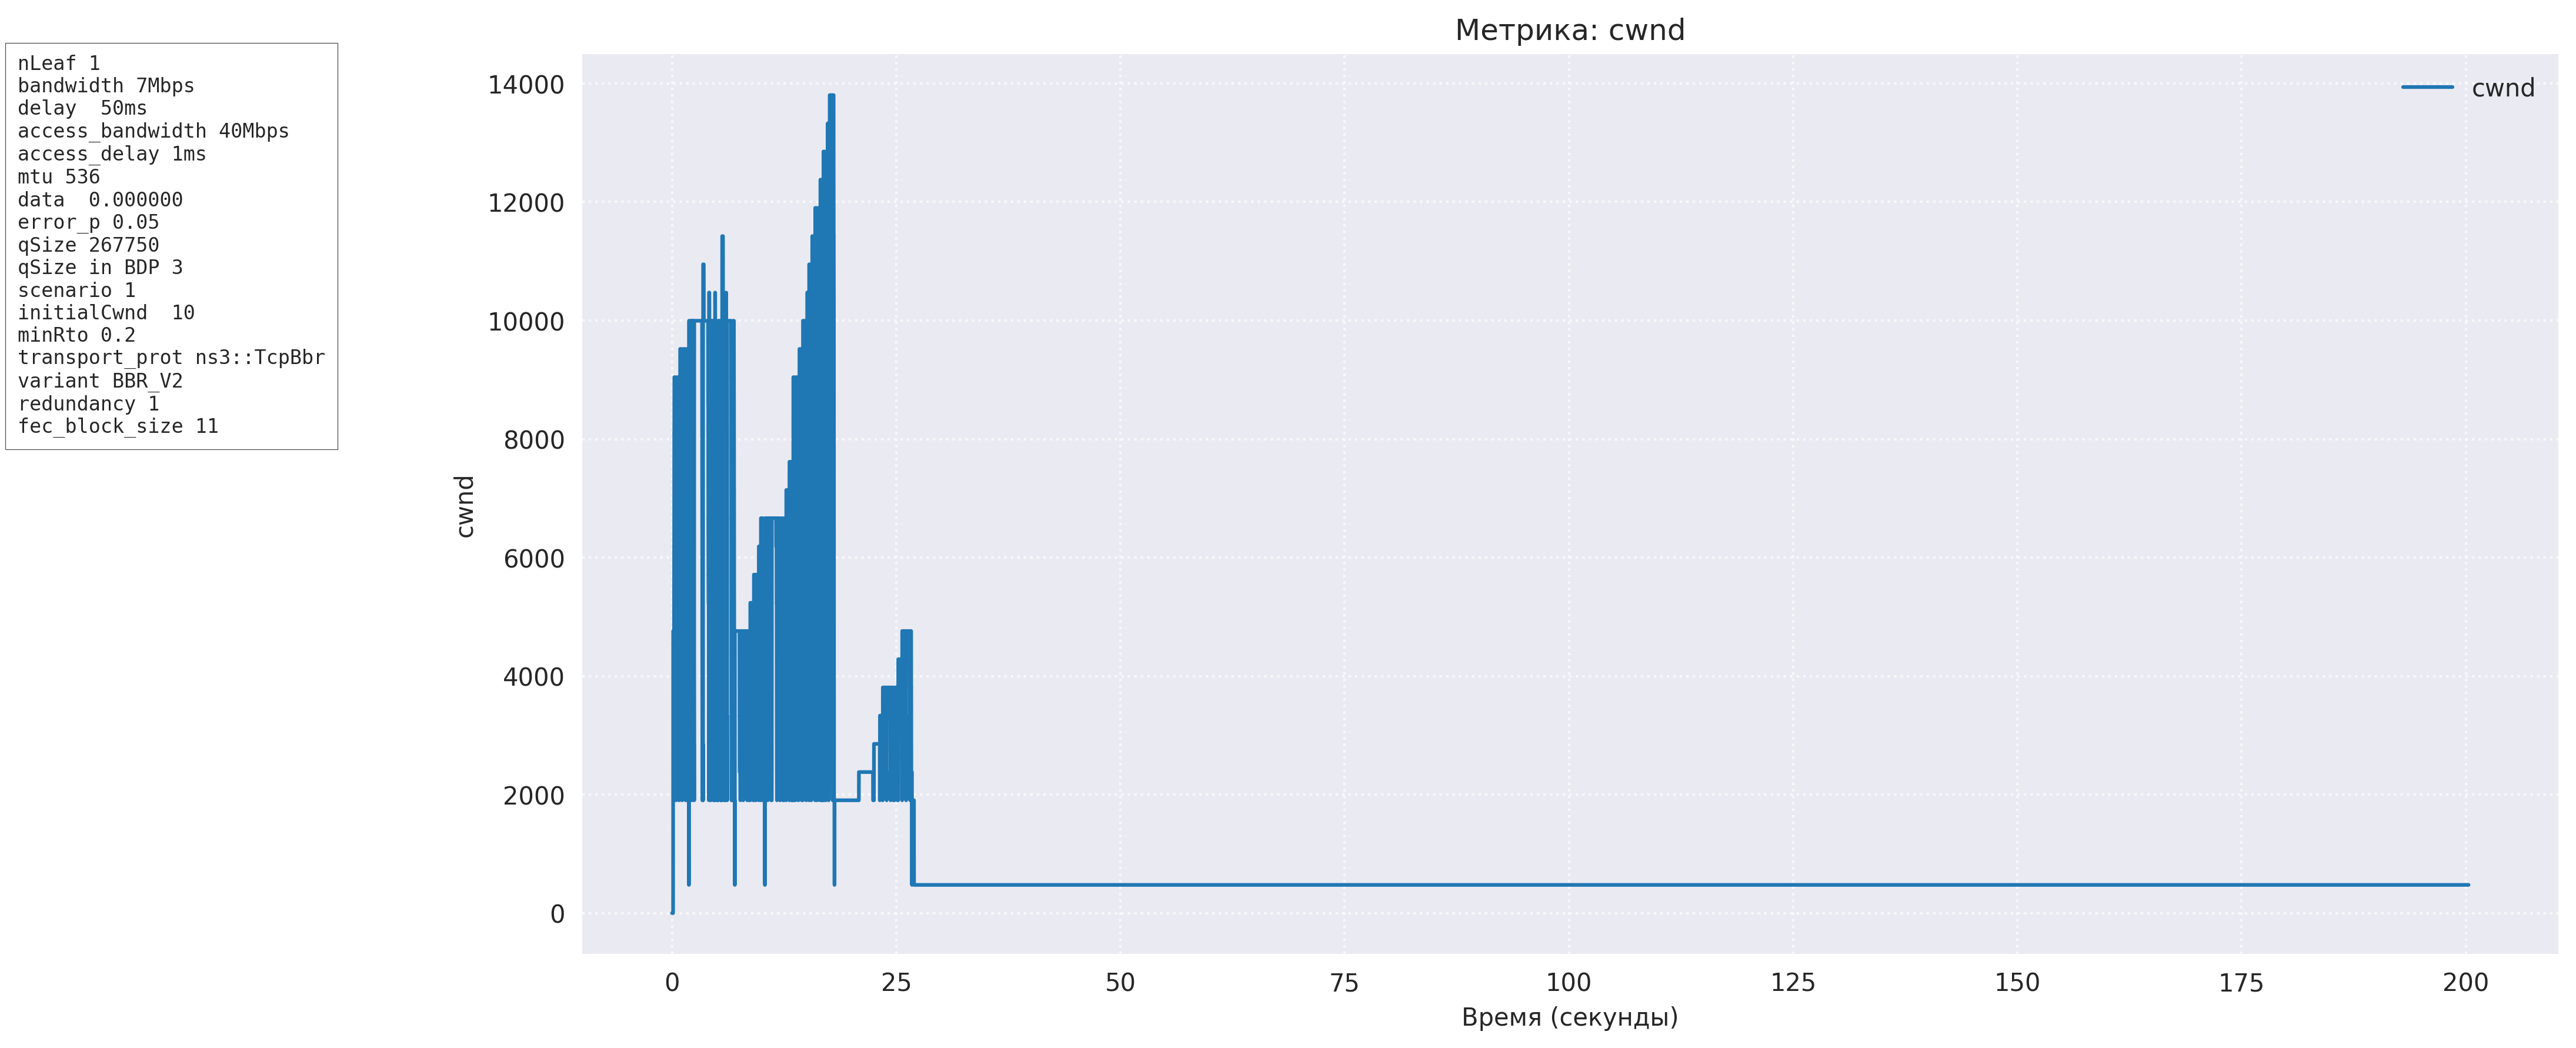 Метрика: cwnd
nLeaf 1
bandwidth 7Mbps
delay  50ms
access_bandwidth 40Mbps
access_delay 1ms
mtu 536
data  0.000000
error_p 0.05
qSize 267750
qSize in BDP 3
scenario 1
initialCwnd  10
minRto 0.2
transport_prot ns3::TcpBbr
variant BBR_V2
redundancy 1
fec_block_size 11
cwnd
14000
12000
10000
8000
6000
4000
2000
0
cwnd
0 25 50 75 100 125 150 175 200
Время (секунды)